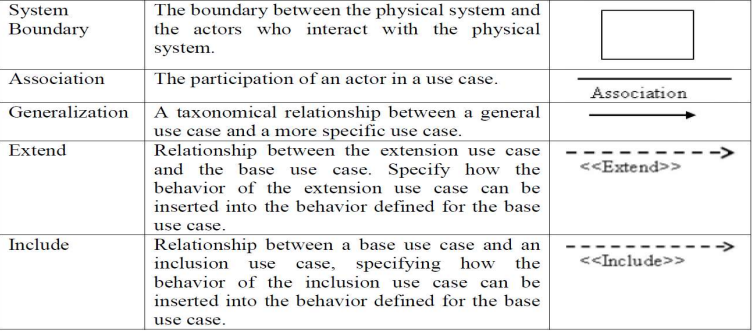 System
Boundary
The boundary between the physical system and
the actors who interact with the physical
system.
Association
The participation of an actor in a use case.
Association
Generalization
A taxonomical relationship between a general
use case and a more specific use case.
Extend
Relationship between the extension use case
and the base use case. Specify how the
behavior of the extension use case can be
inserted into the behavior defined for the base
use case.
<<Extend>>
Include
Relationship between a base use case and an
inclusion use case, specifying how the
behavior of the inclusion use case can be
inserted into the behavior defined for the base
use case.
<<Include>>